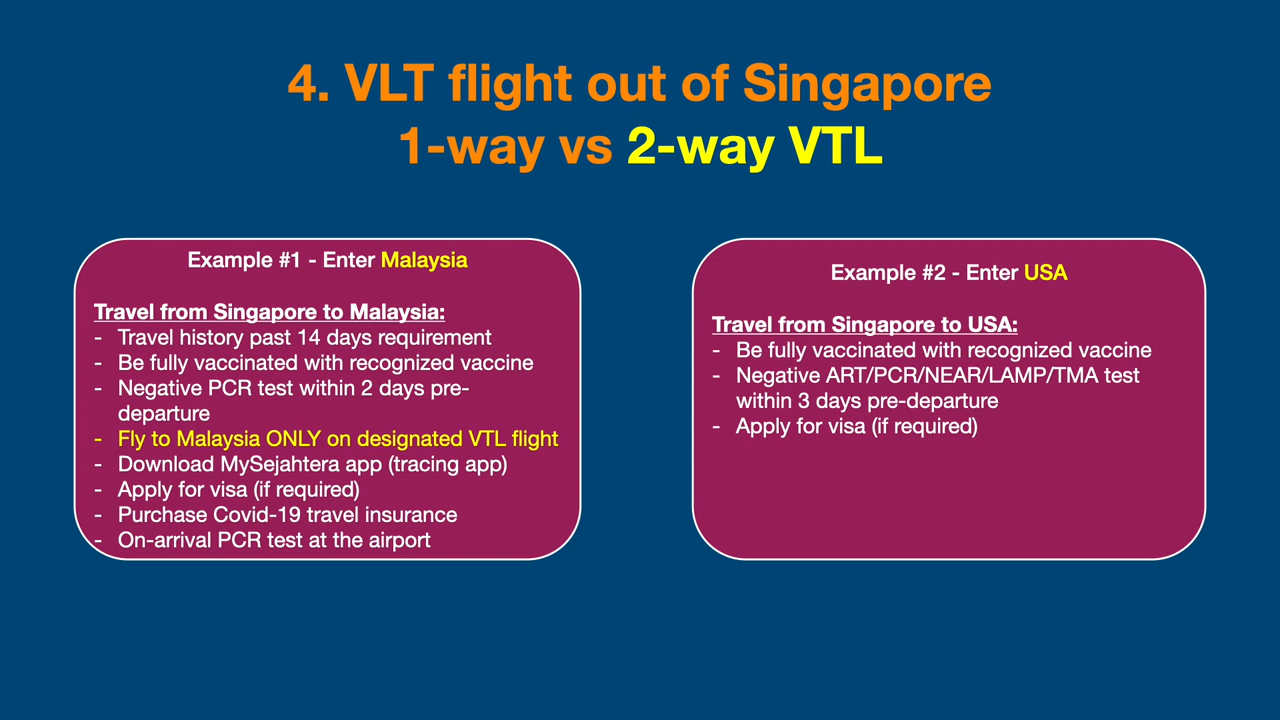 4. VLT flight out of Singapore
1-way vs 2-way VTL
Example #1 - Enter Malaysia
Travel from Singapore to Malaysia:
- Travel history past 14 days requirement
- Be fully vaccinated with recognized vaccine
- Negative PCR test within 2 days pre-
departure
- Fly to Malaysia ONLY on designated VTL flight
- Download MySejahtera app (tracing app)
- Apply for visa (if required)
- Purchase Covid-19 travel insurance
- On-arrival PCR test at the airport
Example #2 - Enter USA
Travel from Singapore to USA:
- Be fully vaccinated with recognized vaccine
- Negative ART/PCR/NEAR/LAMP/TMA test
within 3 days pre-departure
- Apply for visa (if required)